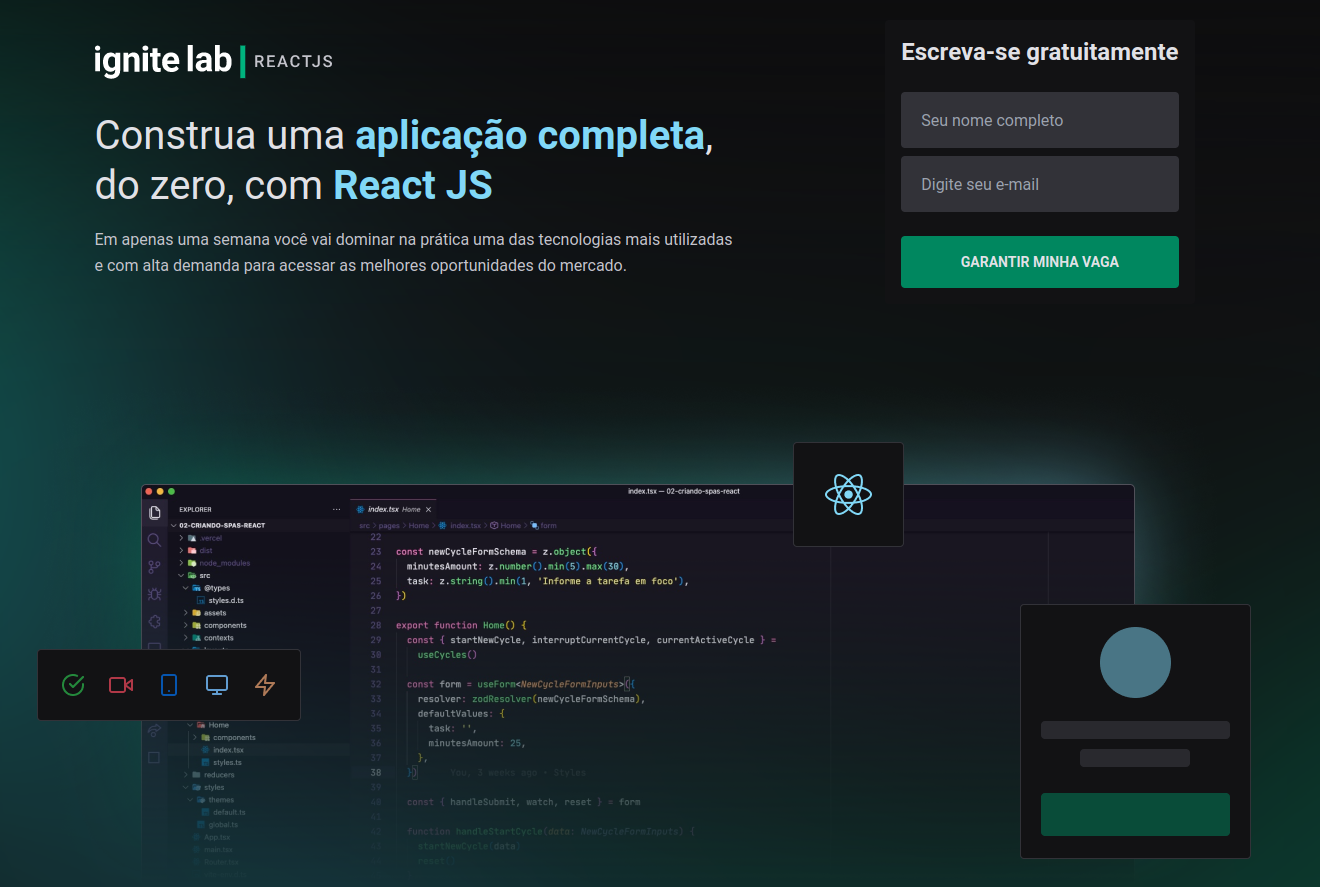 ignite lab | REACTJS
Construa uma aplicação completa,
do zero, com React JS
Em apenas uma semana você vai dominar na prática uma das tecnologias mais utilizadas
e com alta demanda para acessar as melhores oportunidades do mercado.
Escreva-se gratuitamente
Seu nome completo
Digite seu e-mail
GARANTIR MINHA VAGA
index.tsx — 02-criando-spas-react
EXPLORER
02-CRIANDO-SPAS-REACT
.vercel
dist
node_modules
src
@types
styles.d.ts
assets
components
contexts
Home
components
index.tsx
styles.ts
reducers
styles
themes
default.ts
global.ts
App.tsx
main.tsx
Router.tsx
index.tsx Home
src > pages > Home > index.tsx > Home > form
22
23 const newCycleFormSchema = z.object({
24 minutesAmount: z.number().min(5).max(30),
25 task: z.string().min(1, 'Informe a tarefa em foco'),
26 })
27
28 export function Home() {
29 const { startNewCycle, interruptCurrentCycle, currentActiveCycle } =
30 useCycles()
31
32 const form = useForm<NewCycleFormInputs>({
33 resolver: zodResolver(newCycleFormSchema),
34 defaultValues: {
35 task: '',
36 minutesAmount: 25,
37 },
38 }) You, 3 weeks ago • Styles
39
40 const { handleSubmit, watch, reset } = form
41
42 function handleStartCycle(data: NewCycleFormInputs) {
startNewCycle(data)
reset()